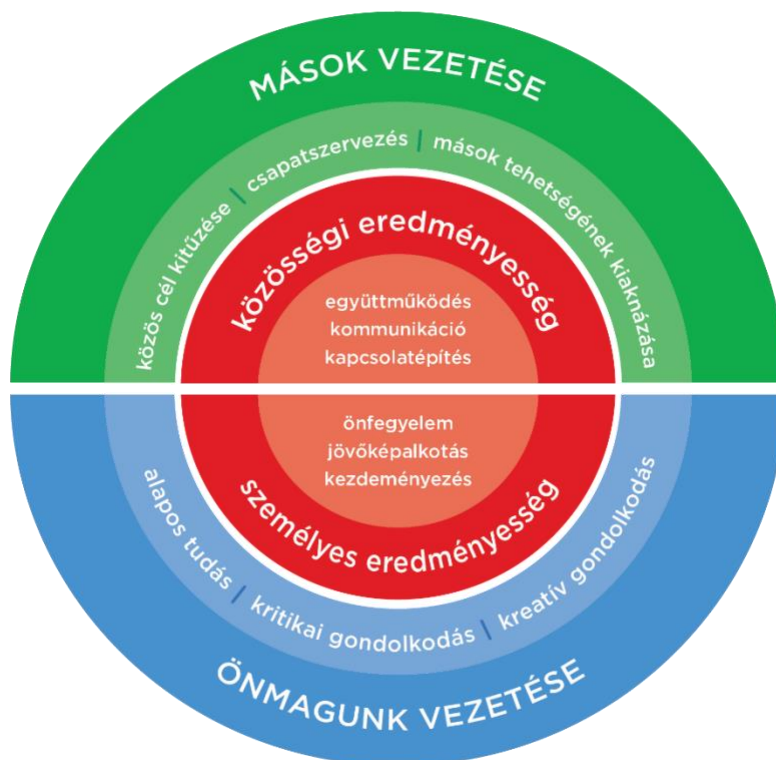 MÁSOK VEZETÉSE
közös cél kitűzése | csapatszervezés | mások tehetségének kiaknázása
közösségi eredményesség
együttműködés
kommunikáció
kapcsolatépítés
önfegyelem
jövőképalkotás
kezdeményezés
személyes eredményesség
alapos tudás | kritikai gondolkodás | kreatív gondolkodás
ÖNMAGUNK VEZETÉSE